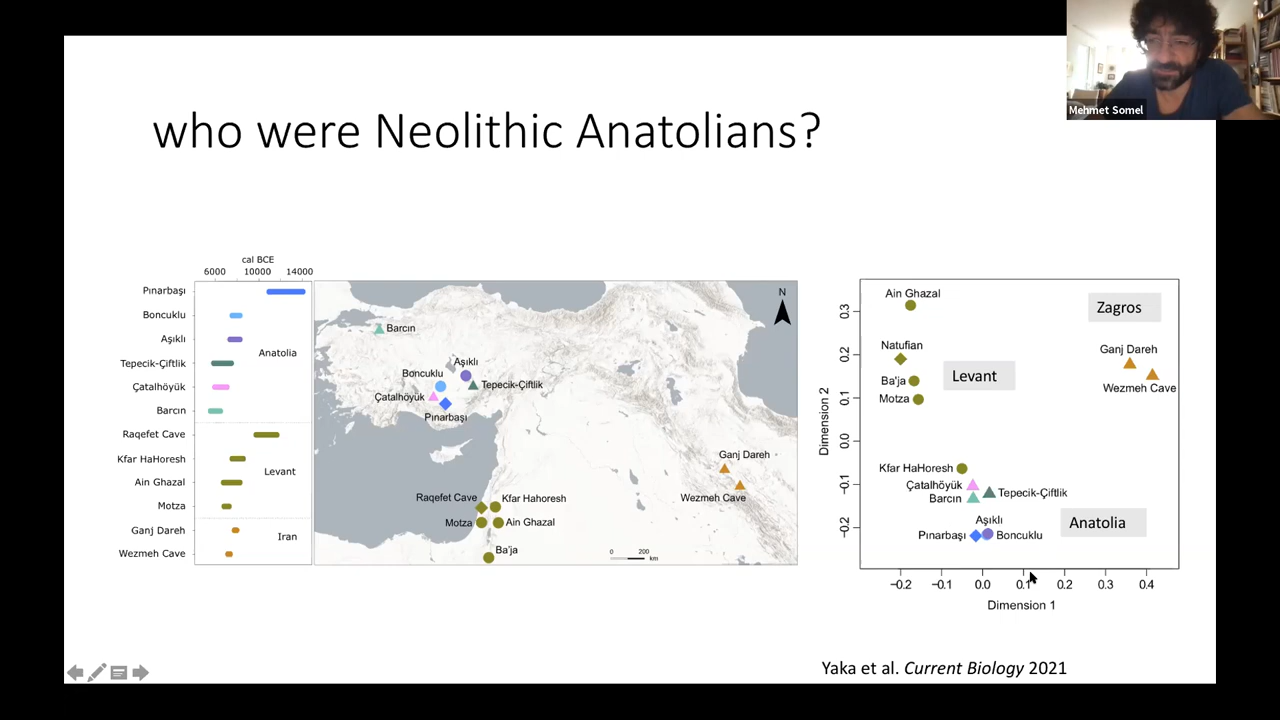 Mehmet Somel
who were Neolithic Anatolians?
cal BCE
6000 10000 14000
Pınarbaşı
Boncuklu
Aşıklı
Tepecik-Çiftlik
Çatalhöyük
Barcın
Raqefet Cave
Kfar HaHoresh
Ain Ghazal
Motza
Ganj Dareh
Wezmeh Cave
Anatolia
Levant
Iran
N
Barcın
Aşıklı
Boncuklu
Tepecik-Çiftlik
Çatalhöyük
Pınarbaşı
Ganj Dareh
Wezmeh Cave
Raqefet Cave
Kfar Hahoresh
Motza
Ain Ghazal
Ba'ja
0 200
km
Ain Ghazal
Zagros
Natufian
Ganj Dareh
Levant
Ba'ja
Wezmeh Cave
Motza
Kfar HaHoresh
Çatalhöyük
Barcın
Tepecik-Çiftlik
Aşıklı
Anatolia
Pınarbaşı
Boncuklu
Dimension 2
0.3
0.2
0.1
0.0
−0.1
−0.2
−0.2 −0.1 0.0 0.1 0.2 0.3 0.4
Dimension 1
Yaka et al. Current Biology 2021